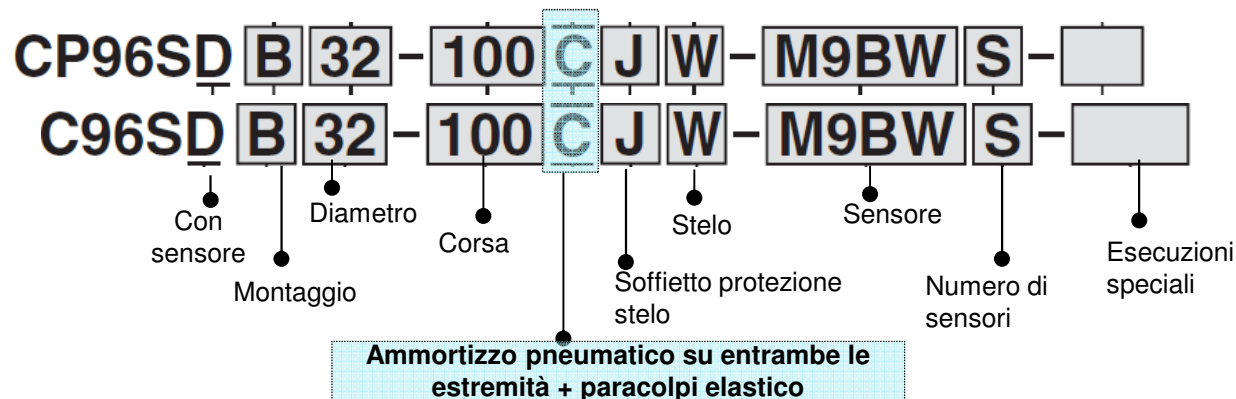 CP96SD B 32 - 100 C J W - M9BW S -
C96SD B 32 - 100 C J W - M9BW S -
Con
sensore
Montaggio
Diametro
Corsa
Soffietto protezione
stelo
Stelo
Sensore
Numero di
sensori
Esecuzioni
speciali
Ammortizzo pneumatico su entrambe le
estremità + paracolpi elastico